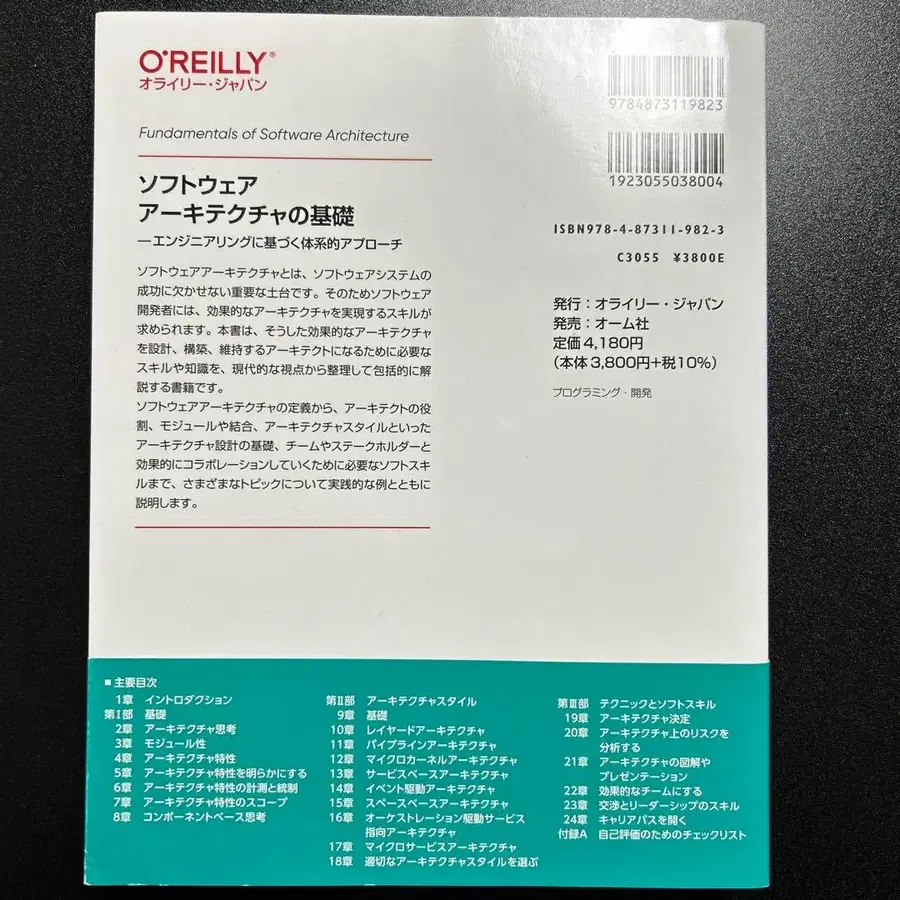 O'REILLY®
オライリー・ジャパン
Fundamentals of Software Architecture
ソフトウェア
アーキテクチャの基礎
―エンジニアリングに基づく体系的アプローチ
ソフトウェアアーキテクチャとは、ソフトウェアシステムの
成功に欠かせない重要な土台です。そのためソフトウェア
開発者には、効果的なアーキテクチャを実現するスキルが
求められます。本書は、そうした効果的なアーキテクチャ
を設計、構築、維持するアーキテクトになるために必要な
スキルや知識を、現代的な視点から整理して包括的に解
説する書籍です。
ソフトウェアアーキテクチャの定義から、アーキテクトの役
割、モジュールや結合、アーキテクチャスタイルといった
アーキテクチャ設計の基礎、チームやステークホルダーと
効果的にコラボレーションしていくために必要なソフトスキ
ルまで、さまざまなトピックについて実践的な例とともに
説明します。
9784873119823
1923055038004
ISBN978-4-87311-982-3
C3055 ¥3800E
発行：オライリー・ジャパン
発売：オーム社
定価4,180円
（本体3,800円+税10%）
プログラミング・開発
■ 主要目次
1章 イントロダクション
第Ⅰ部 基礎
2章 アーキテクチャ思考
3章 モジュール性
4章 アーキテクチャ特性
5章 アーキテクチャ特性を明らかにする
6章 アーキテクチャ特性の計測と統制
7章 アーキテクチャ特性のスコープ
8章 コンポーネントベース思考
第Ⅱ部 アーキテクチャスタイル
9章 基礎
10章 レイヤードアーキテクチャ
11章 パイプラインアーキテクチャ
12章 マイクロカーネルアーキテクチャ
13章 サービスベースアーキテクチャ
14章 イベント駆動アーキテクチャ
15章 スペースベースアーキテクチャ
16章 オーケストレーション駆動サービス
指向アーキテクチャ
17章 マイクロサービスアーキテクチャ
18章 適切なアーキテクチャスタイルを選ぶ
第Ⅲ部 テクニックとソフトスキル
19章 アーキテクチャ決定
20章 アーキテクチャ上のリスクを
分析する
21章 アーキテクチャの図解や
プレゼンテーション
22章 効果的なチームにする
23章 交渉とリーダーシップのスキル
24章 キャリアパスを開く
付録A 自己評価のためのチェックリスト